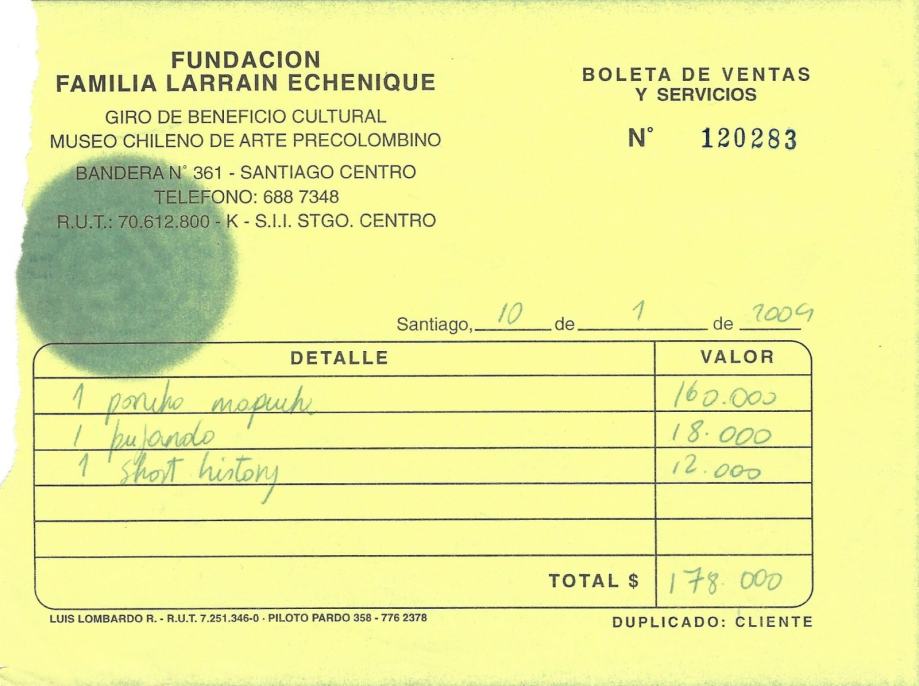 FUNDACION
FAMILIA LARRAIN ECHENIQUE
GIRO DE BENEFICIO CULTURAL
MUSEO CHILENO DE ARTE PRECOLOMBINO
BANDERA N° 361 - SANTIAGO CENTRO
TELEFONO: 688 7348
R.U.T.: 70.612.800 - K - S.I.I. STGO. CENTRO
BOLETA DE VENTAS
Y SERVICIOS
N° 120283
Santiago, 10 de 1 de 2009
DETALLE VALOR
1 poncho mapuche 160.000
1 pujando 18.000
1 short history 12.000
TOTAL $ 178.000
LUIS LOMBARDO R. - R.U.T. 7.251.346-0 · PILOTO PARDO 358 - 776 2378
DUPLICADO: CLIENTE